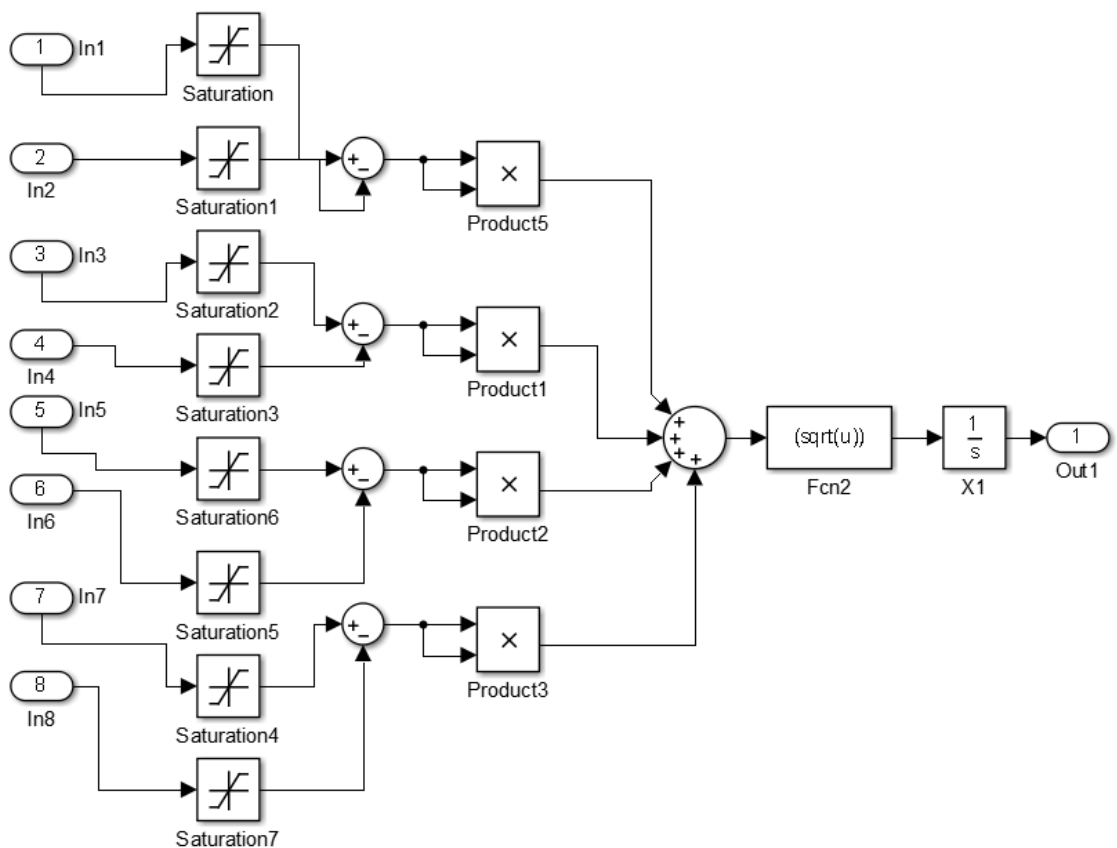 1
In1
Saturation
2
In2
Saturation1
+
−
×
Product5
3
In3
Saturation2
4
In4
Saturation3
+
−
×
Product1
5
In5
Saturation6
6
In6
Saturation5
+
−
×
Product2
7
In7
Saturation4
8
In8
Saturation7
+
−
×
Product3
+
+
+
+
(sqrt(u))
Fcn2
1
s
X1
1
Out1